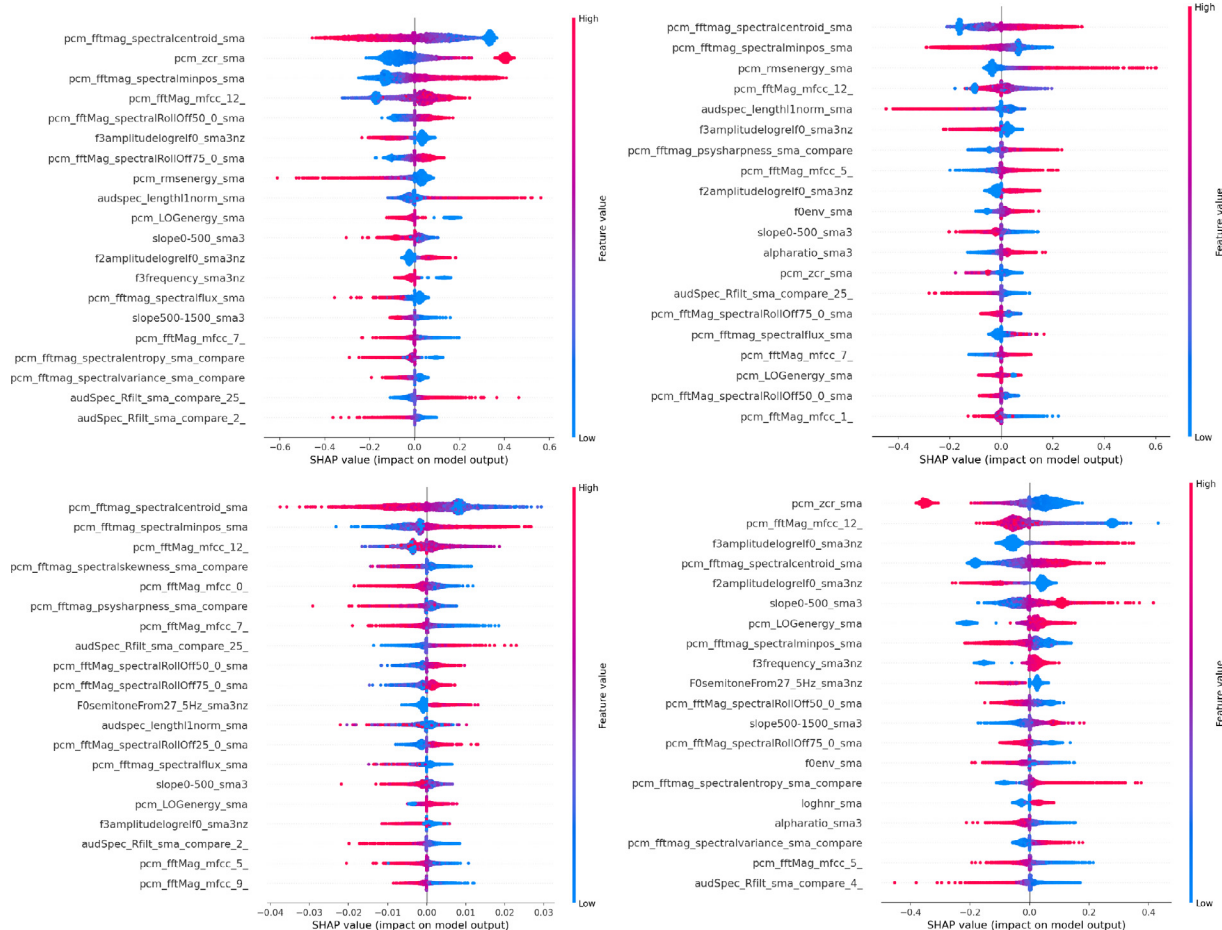 High
pcm_fftmag_spectralcentroid_sma
pcm_zcr_sma
pcm_fftmag_spectralminpos_sma
pcm_fftMag_mfcc_12_
pcm_fftMag_spectralRollOff50_0_sma
f3amplitudelogrelf0_sma3nz
pcm_fftMag_spectralRollOff75_0_sma
pcm_rmsenergy_sma
audspec_lengthl1norm_sma
pcm_LOGenergy_sma
slope0-500_sma3
f2amplitudelogrelf0_sma3nz
f3frequency_sma3nz
pcm_fftmag_spectralflux_sma
slope500-1500_sma3
pcm_fftMag_mfcc_7_
pcm_fftmag_spectralentropy_sma_compare
pcm_fftmag_spectralvariance_sma_compare
audSpec_Rfilt_sma_compare_25_
audSpec_Rfilt_sma_compare_2_
Feature value
Low
−0.6 −0.4 −0.2 0.0 0.2 0.4 0.6
SHAP value (impact on model output)
High
pcm_fftmag_spectralcentroid_sma
pcm_fftmag_spectralminpos_sma
pcm_rmsenergy_sma
pcm_fftMag_mfcc_12_
audspec_lengthl1norm_sma
f3amplitudelogrelf0_sma3nz
pcm_fftmag_psysharpness_sma_compare
pcm_fftMag_mfcc_5_
f2amplitudelogrelf0_sma3nz
f0env_sma
slope0-500_sma3
alpharatio_sma3
pcm_zcr_sma
audSpec_Rfilt_sma_compare_25_
pcm_fftMag_spectralRollOff75_0_sma
pcm_fftmag_spectralflux_sma
pcm_fftMag_mfcc_7_
pcm_LOGenergy_sma
pcm_fftMag_spectralRollOff50_0_sma
pcm_fftMag_mfcc_1_
Feature value
Low
−0.4 −0.2 0.0 0.2 0.4 0.6
SHAP value (impact on model output)
High
pcm_fftmag_spectralcentroid_sma
pcm_fftmag_spectralminpos_sma
pcm_fftMag_mfcc_12_
pcm_fftmag_spectralskewness_sma_compare
pcm_fftMag_mfcc_0_
pcm_fftmag_psysharpness_sma_compare
pcm_fftMag_mfcc_7_
audSpec_Rfilt_sma_compare_25_
pcm_fftMag_spectralRollOff50_0_sma
pcm_fftMag_spectralRollOff75_0_sma
F0semitoneFrom27_5Hz_sma3nz
audspec_lengthl1norm_sma
pcm_fftMag_spectralRollOff25_0_sma
pcm_fftmag_spectralflux_sma
slope0-500_sma3
pcm_LOGenergy_sma
f3amplitudelogrelf0_sma3nz
audSpec_Rfilt_sma_compare_2_
pcm_fftMag_mfcc_5_
pcm_fftMag_mfcc_9_
Feature value
Low
−0.04 −0.03 −0.02 −0.01 0.00 0.01 0.02 0.03
SHAP value (impact on model output)
High
pcm_zcr_sma
pcm_fftMag_mfcc_12_
f3amplitudelogrelf0_sma3nz
pcm_fftmag_spectralcentroid_sma
f2amplitudelogrelf0_sma3nz
slope0-500_sma3
pcm_LOGenergy_sma
pcm_fftmag_spectralminpos_sma
f3frequency_sma3nz
F0semitoneFrom27_5Hz_sma3nz
pcm_fftMag_spectralRollOff50_0_sma
slope500-1500_sma3
pcm_fftMag_spectralRollOff75_0_sma
f0env_sma
pcm_fftmag_spectralentropy_sma_compare
loghnr_sma
alpharatio_sma3
pcm_fftmag_spectralvariance_sma_compare
pcm_fftMag_mfcc_5_
audSpec_Rfilt_sma_compare_4_
Feature value
Low
−0.4 −0.2 0.0 0.2 0.4
SHAP value (impact on model output)